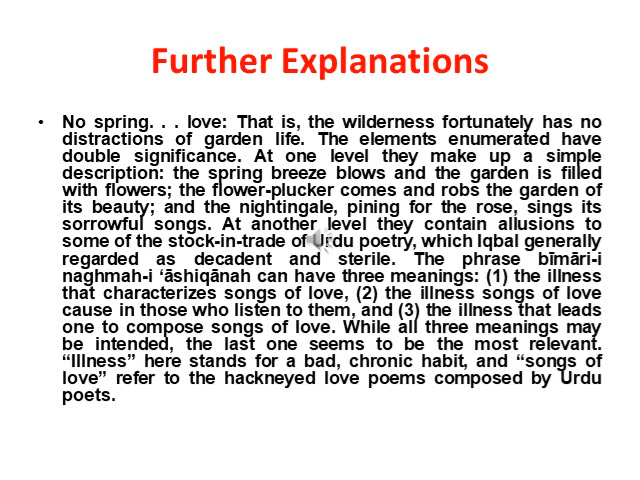 Further Explanations
• No spring. . . love: That is, the wilderness fortunately has no
distractions of garden life. The elements enumerated have
double significance. At one level they make up a simple
description: the spring breeze blows and the garden is filled
with flowers; the flower-plucker comes and robs the garden of
its beauty; and the nightingale, pining for the rose, sings its
sorrowful songs. At another level they contain allusions to
some of the stock-in-trade of Urdu poetry, which Iqbal generally
regarded as decadent and sterile. The phrase bīmāri-i
naghmah-i ‘āshiqānah can have three meanings: (1) the illness
that characterizes songs of love, (2) the illness songs of love
cause in those who listen to them, and (3) the illness that leads
one to compose songs of love. While all three meanings may
be intended, the last one seems to be the most relevant.
“Illness” here stands for a bad, chronic habit, and “songs of
love” refer to the hackneyed love poems composed by Urdu
poets.